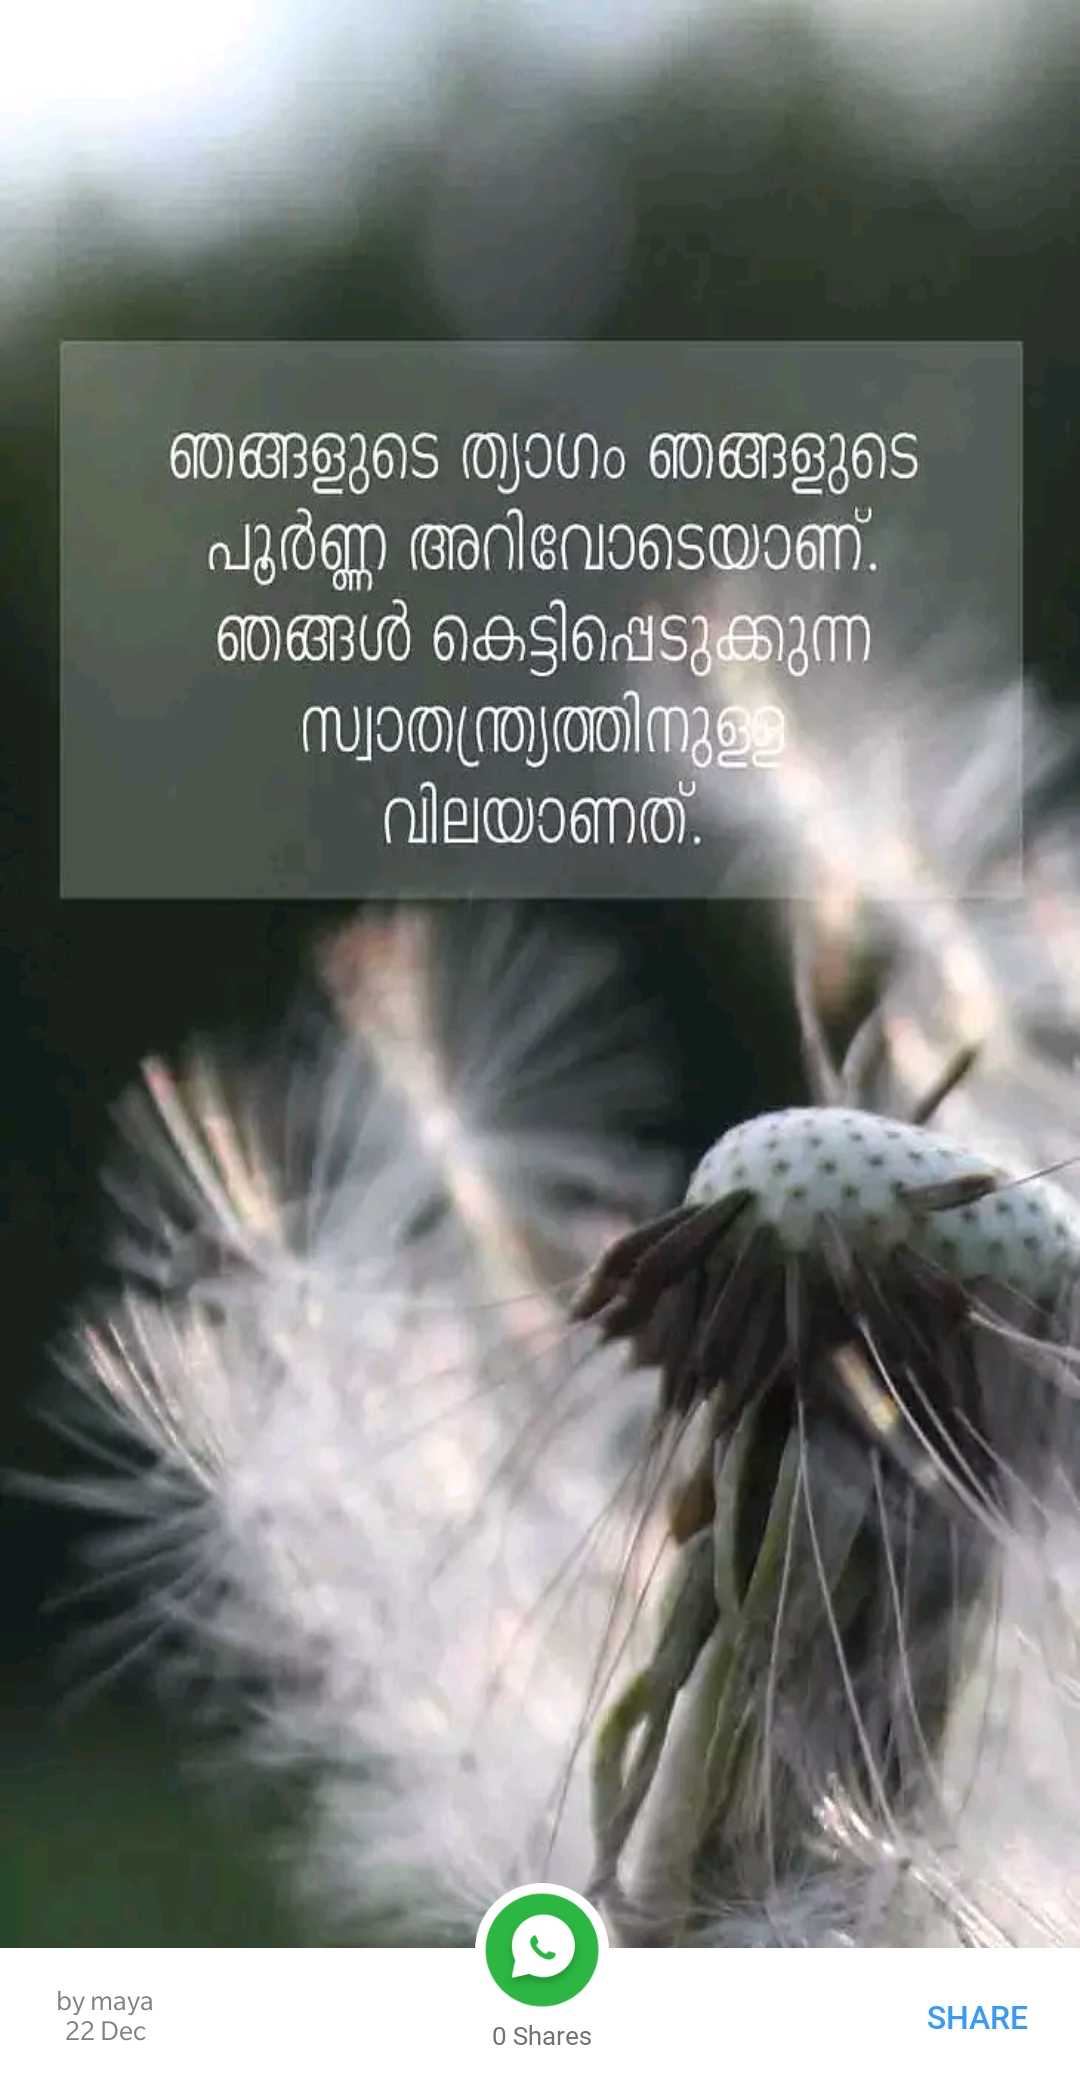 ഞങ്ങളുടെ ത്യാഗം ഞങ്ങളുടെ
പൂർണ്ണ അറിവോടെയാണ്.
ഞങ്ങൾ കെട്ടിപ്പെടുക്കുന്ന
സ്വാതന്ത്ര്യത്തിനുള്ള
വിലയാണത്.
by maya
22 Dec
0 Shares
SHARE